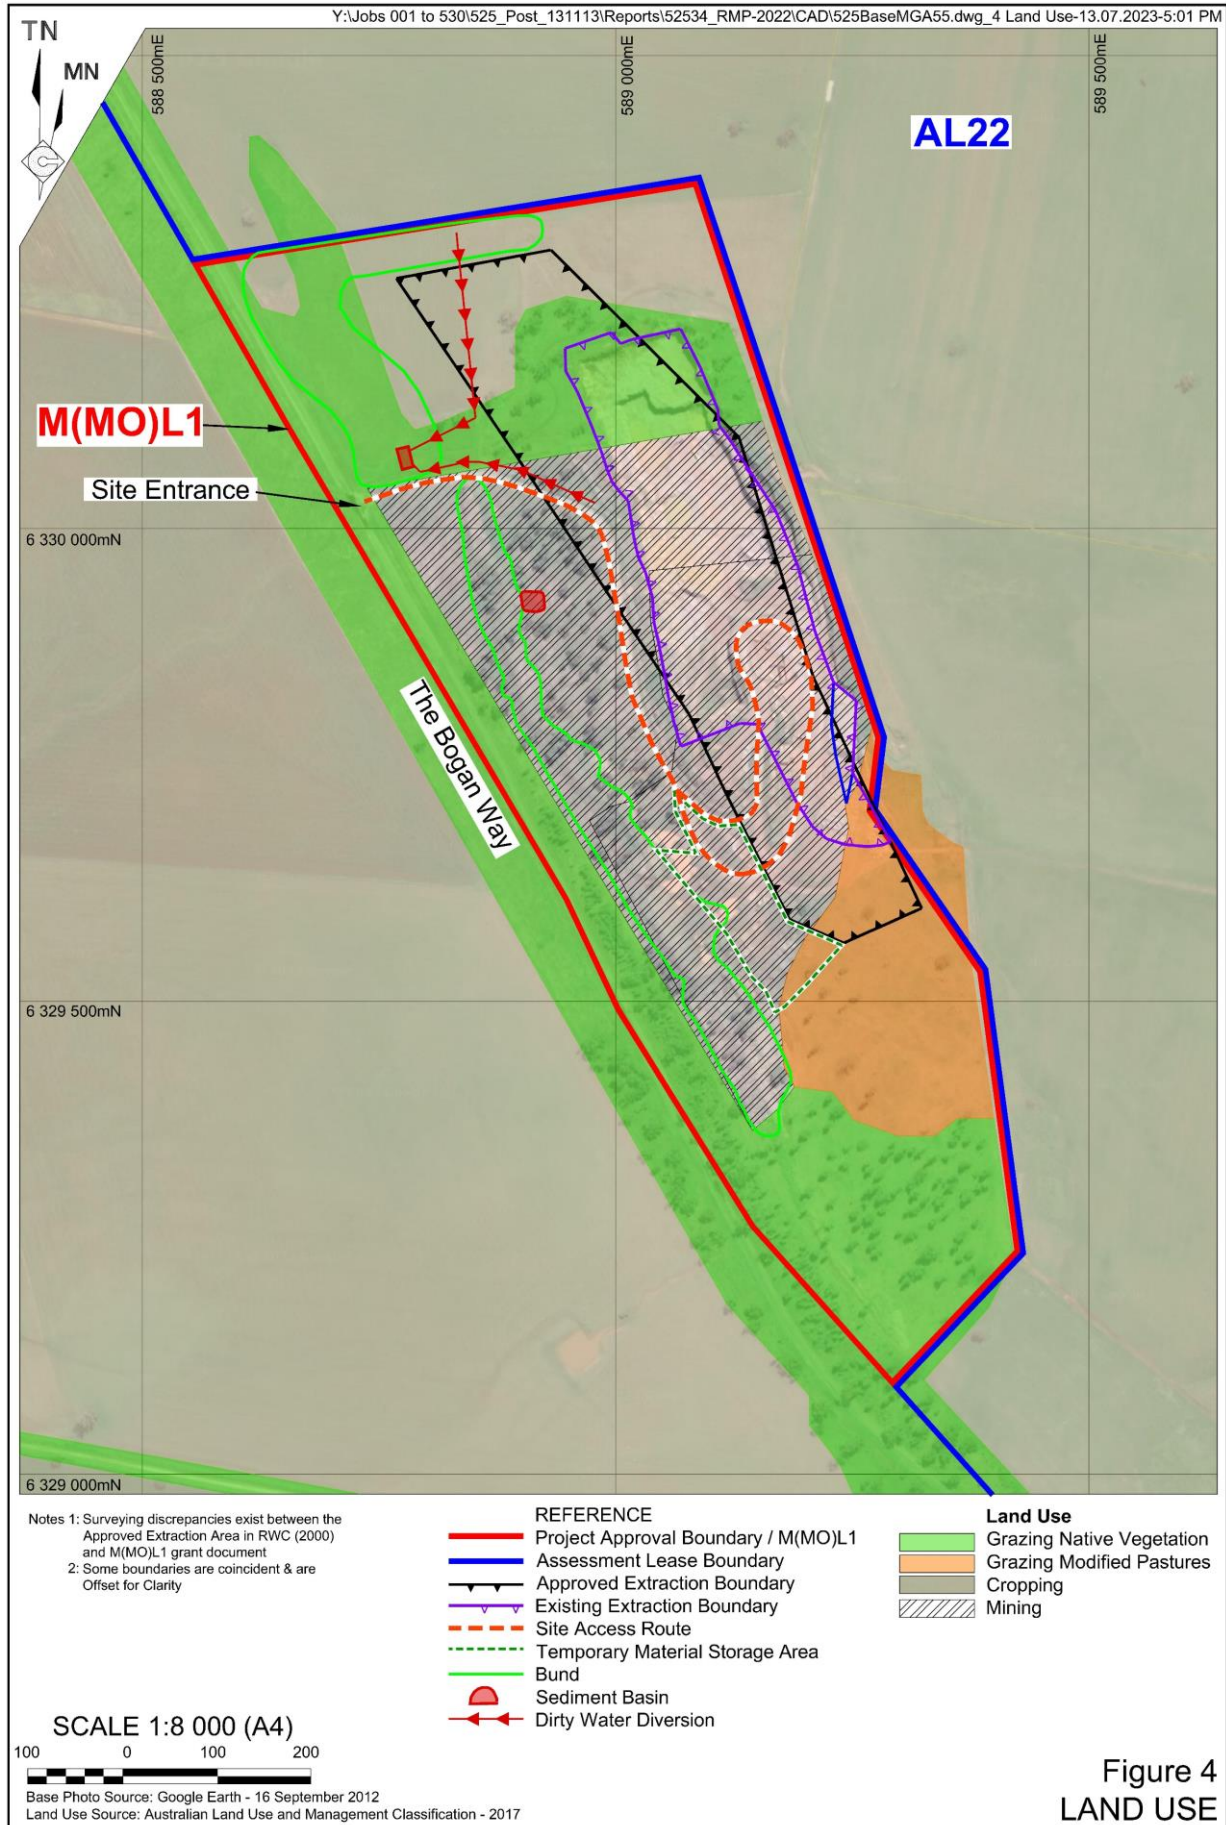 Y:\Jobs 001 to 530\525_Post_131113\Reports\52534_RMP-2022\CAD\525BaseMGA55.dwg_4 Land Use-13.07.2023-5:01 PM
TN
MN
588 500mE
589 000mE
589 500mE
AL22
M(MO)L1
Site Entrance
6 330 000mN
The Bogan Way
6 329 500mN
6 329 000mN
Notes 1: Surveying discrepancies exist between the
Approved Extraction Area in RWC (2000)
and M(MO)L1 grant document
2: Some boundaries are coincident & are
Offset for Clarity
REFERENCE
Project Approval Boundary / M(MO)L1
Assessment Lease Boundary
Approved Extraction Boundary
Existing Extraction Boundary
Site Access Route
Temporary Material Storage Area
Bund
Sediment Basin
Dirty Water Diversion
Land Use
Grazing Native Vegetation
Grazing Modified Pastures
Cropping
Mining
SCALE 1:8 000 (A4)
100 0 100 200
Base Photo Source: Google Earth - 16 September 2012
Land Use Source: Australian Land Use and Management Classification - 2017
Figure 4
LAND USE